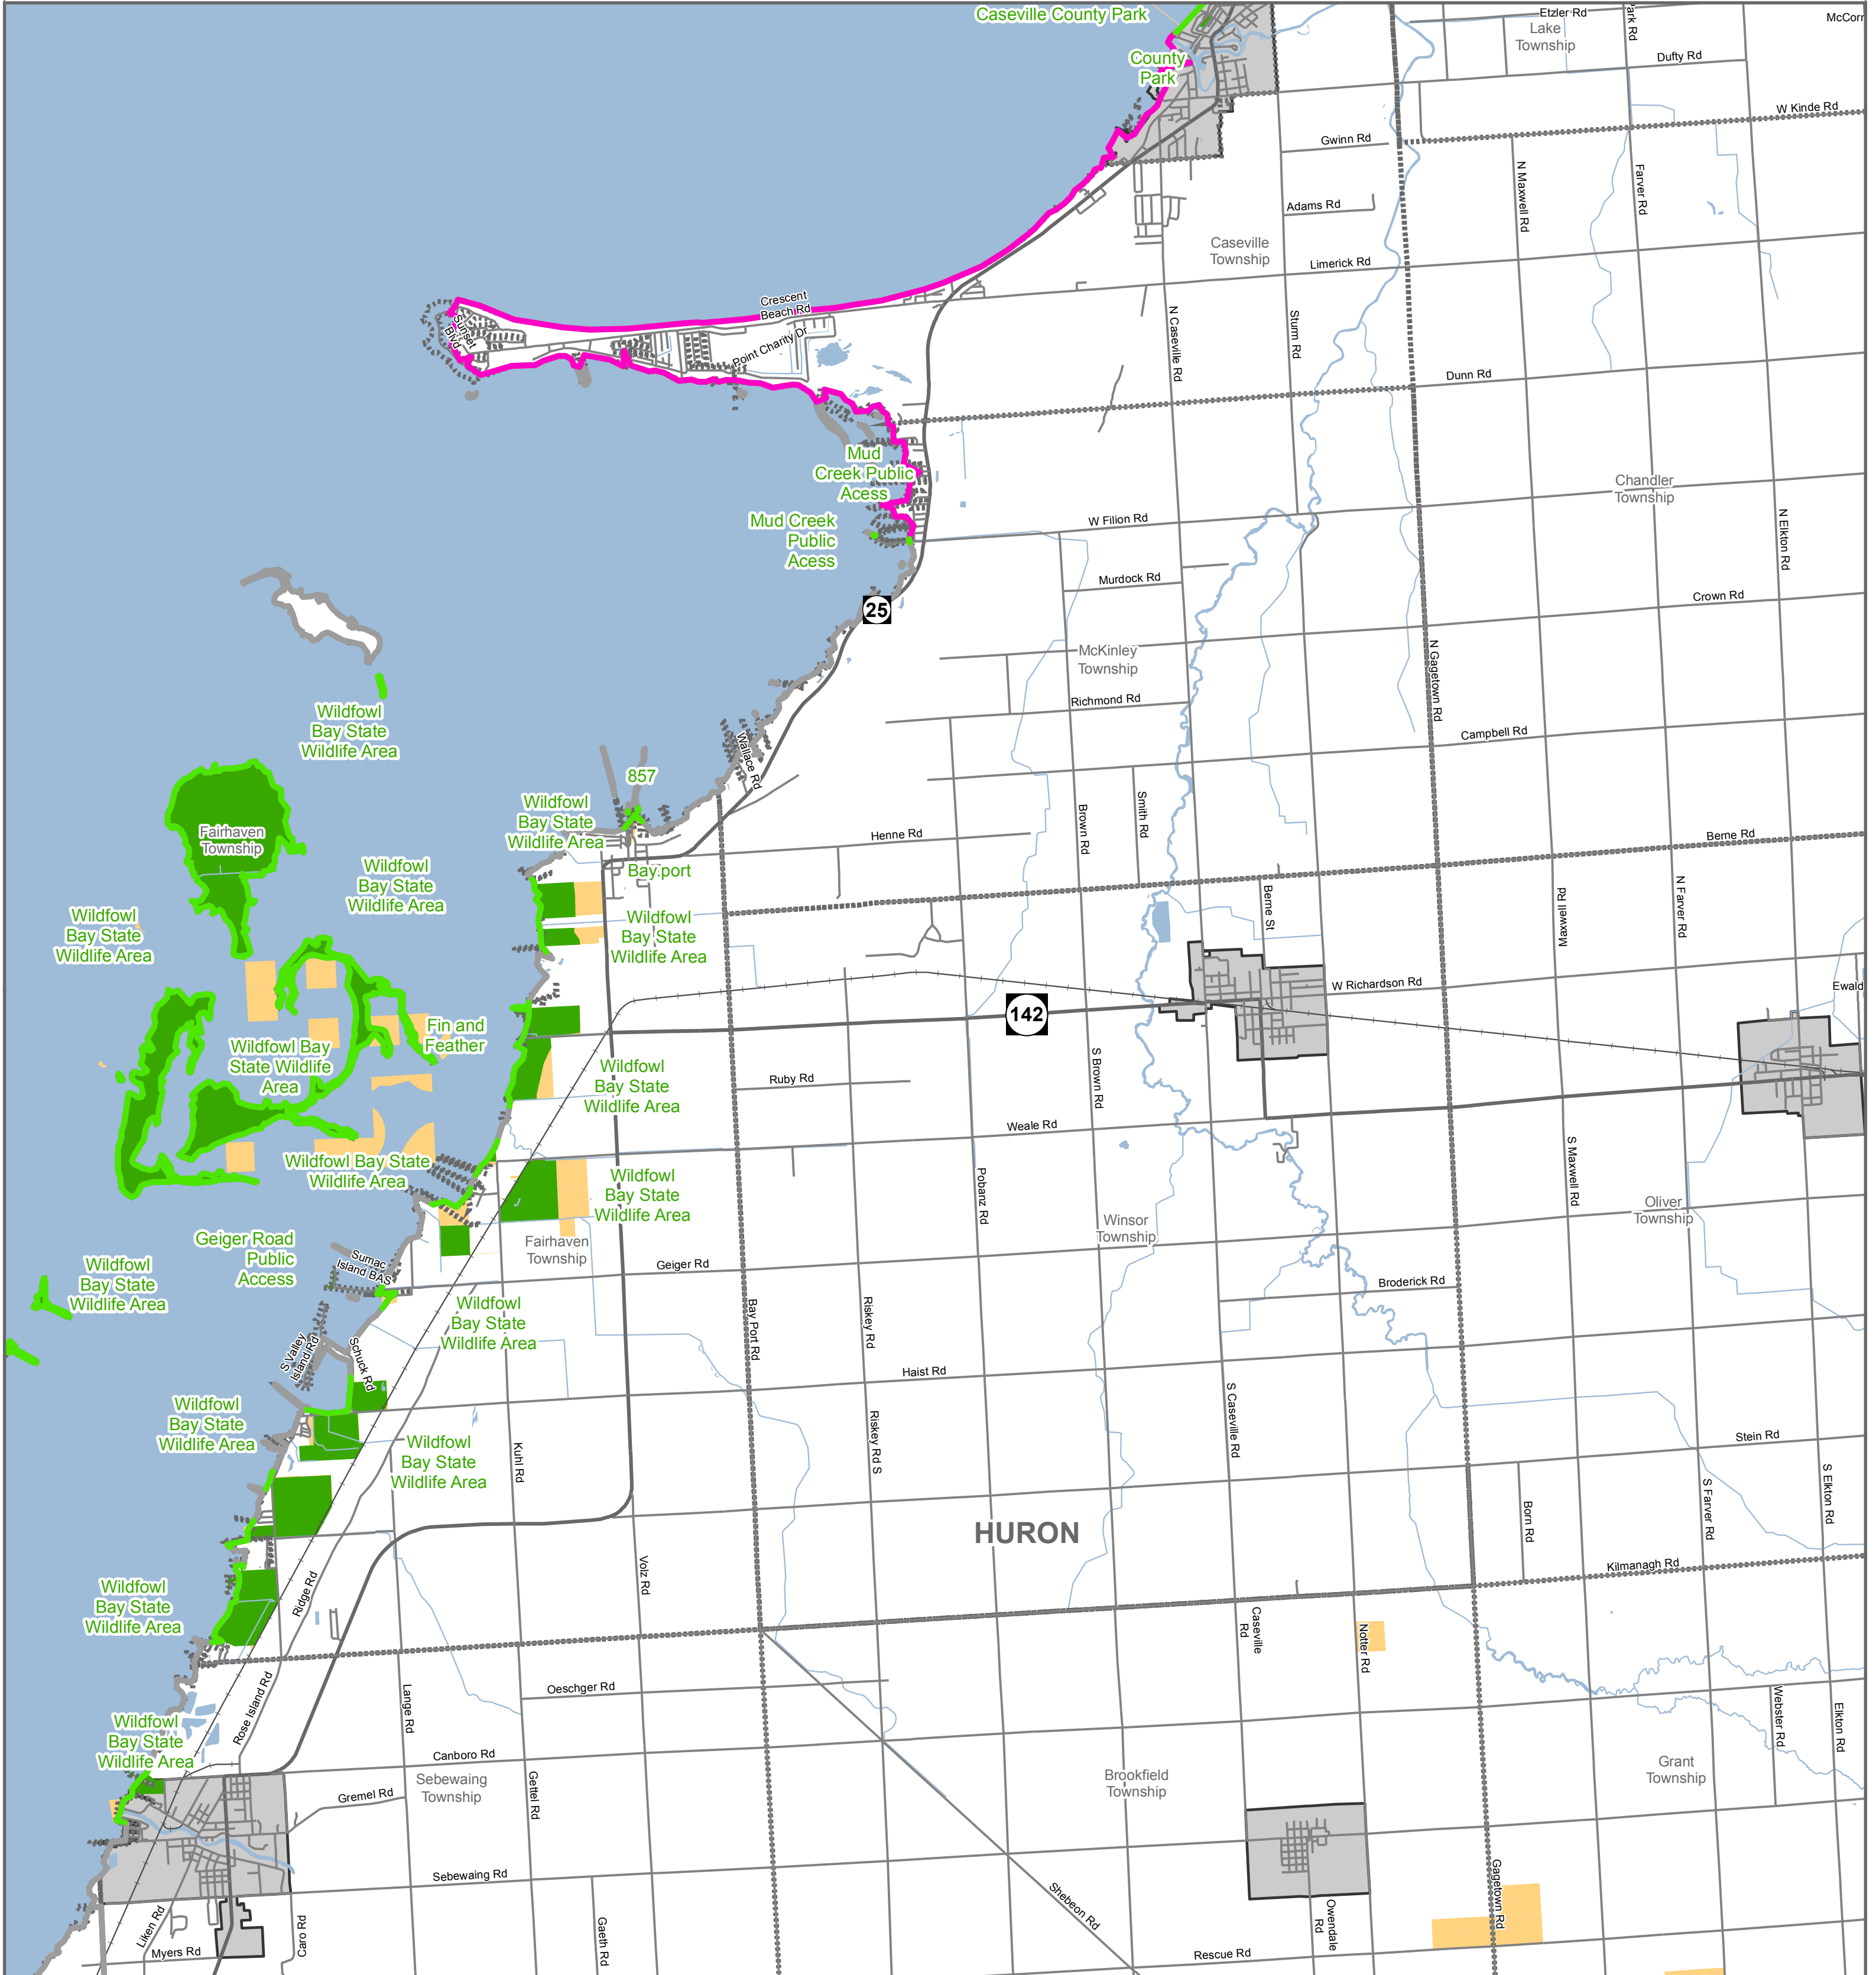 Caseville County Park
County
Park
Etzler Rd
Lake
Township
Park Rd
McCorr
Dufty Rd
W Kinde Rd
Gwinn Rd
N Maxwell Rd
Farver Rd
Adams Rd
Caseville
Township
Limerick Rd
Crescent
Beach Rd
Sunset
Blvd
Point Charity Dr
N Caseville Rd
Sturm Rd
Dunn Rd
Mud
Creek Public
Acess
Chandler
Township
Mud Creek
Public
Acess
W Filion Rd
N Elkton Rd
Murdock Rd
25
Crown Rd
McKinley
Township
N Gagetown Rd
Richmond Rd
Wildfowl
Bay State
Wildlife Area
Campbell Rd
Wallace Rd
857
Smith Rd
Brown Rd
Wildfowl
Bay State
Wildlife Area
Fairhaven
Township
Henne Rd
Berne Rd
Bay port
Wildfowl
Bay State
Wildlife Area
Wildfowl
Bay State
Wildlife Area
Wildfowl
Bay State
Wildlife Area
Berne St
Maxwell Rd
N Farver Rd
W Richardson Rd
Ewald
142
Fin and
Feather
Wildfowl Bay
State Wildlife
Area
Wildfowl
Bay State
Wildlife Area
Ruby Rd
S Brown Rd
Weale Rd
Wildfowl Bay State
Wildlife Area
Wildfowl
Bay State
Wildlife Area
Pobanz Rd
S Maxwell Rd
Winsor
Township
Oliver
Township
Geiger Road
Public
Access
Sumac
Island BAS
Fairhaven
Township
Geiger Rd
Wildfowl
Bay State
Wildlife Area
Broderick Rd
Wildfowl
Bay State
Wildlife Area
Bay Port Rd
Riskey Rd
S Valley
Island Rd
Schuck Rd
Haist Rd
Wildfowl
Bay State
Wildlife Area
S Caseville Rd
Riskey Rd S
Wildfowl
Bay State
Wildlife Area
Kuhl Rd
Stein Rd
S Farver Rd
S Elkton Rd
Born Rd
HURON
Volz Rd
Kilmanagh Rd
Ridge Rd
Wildfowl
Bay State
Wildlife Area
Caseville
Rd
Notter Rd
Oeschger Rd
Lange Rd
Rose Island Rd
Webster Rd
Elkton Rd
Wildfowl
Bay State
Wildlife Area
Canboro Rd
Sebewaing
Township
Gettel Rd
Gremel Rd
Brookfield
Township
Grant
Township
Sebewaing Rd
Shebeon Rd
Gagetown Rd
Owendale
Rd
Liken Rd
Myers Rd
Caro Rd
Gaeth Rd
Rescue Rd